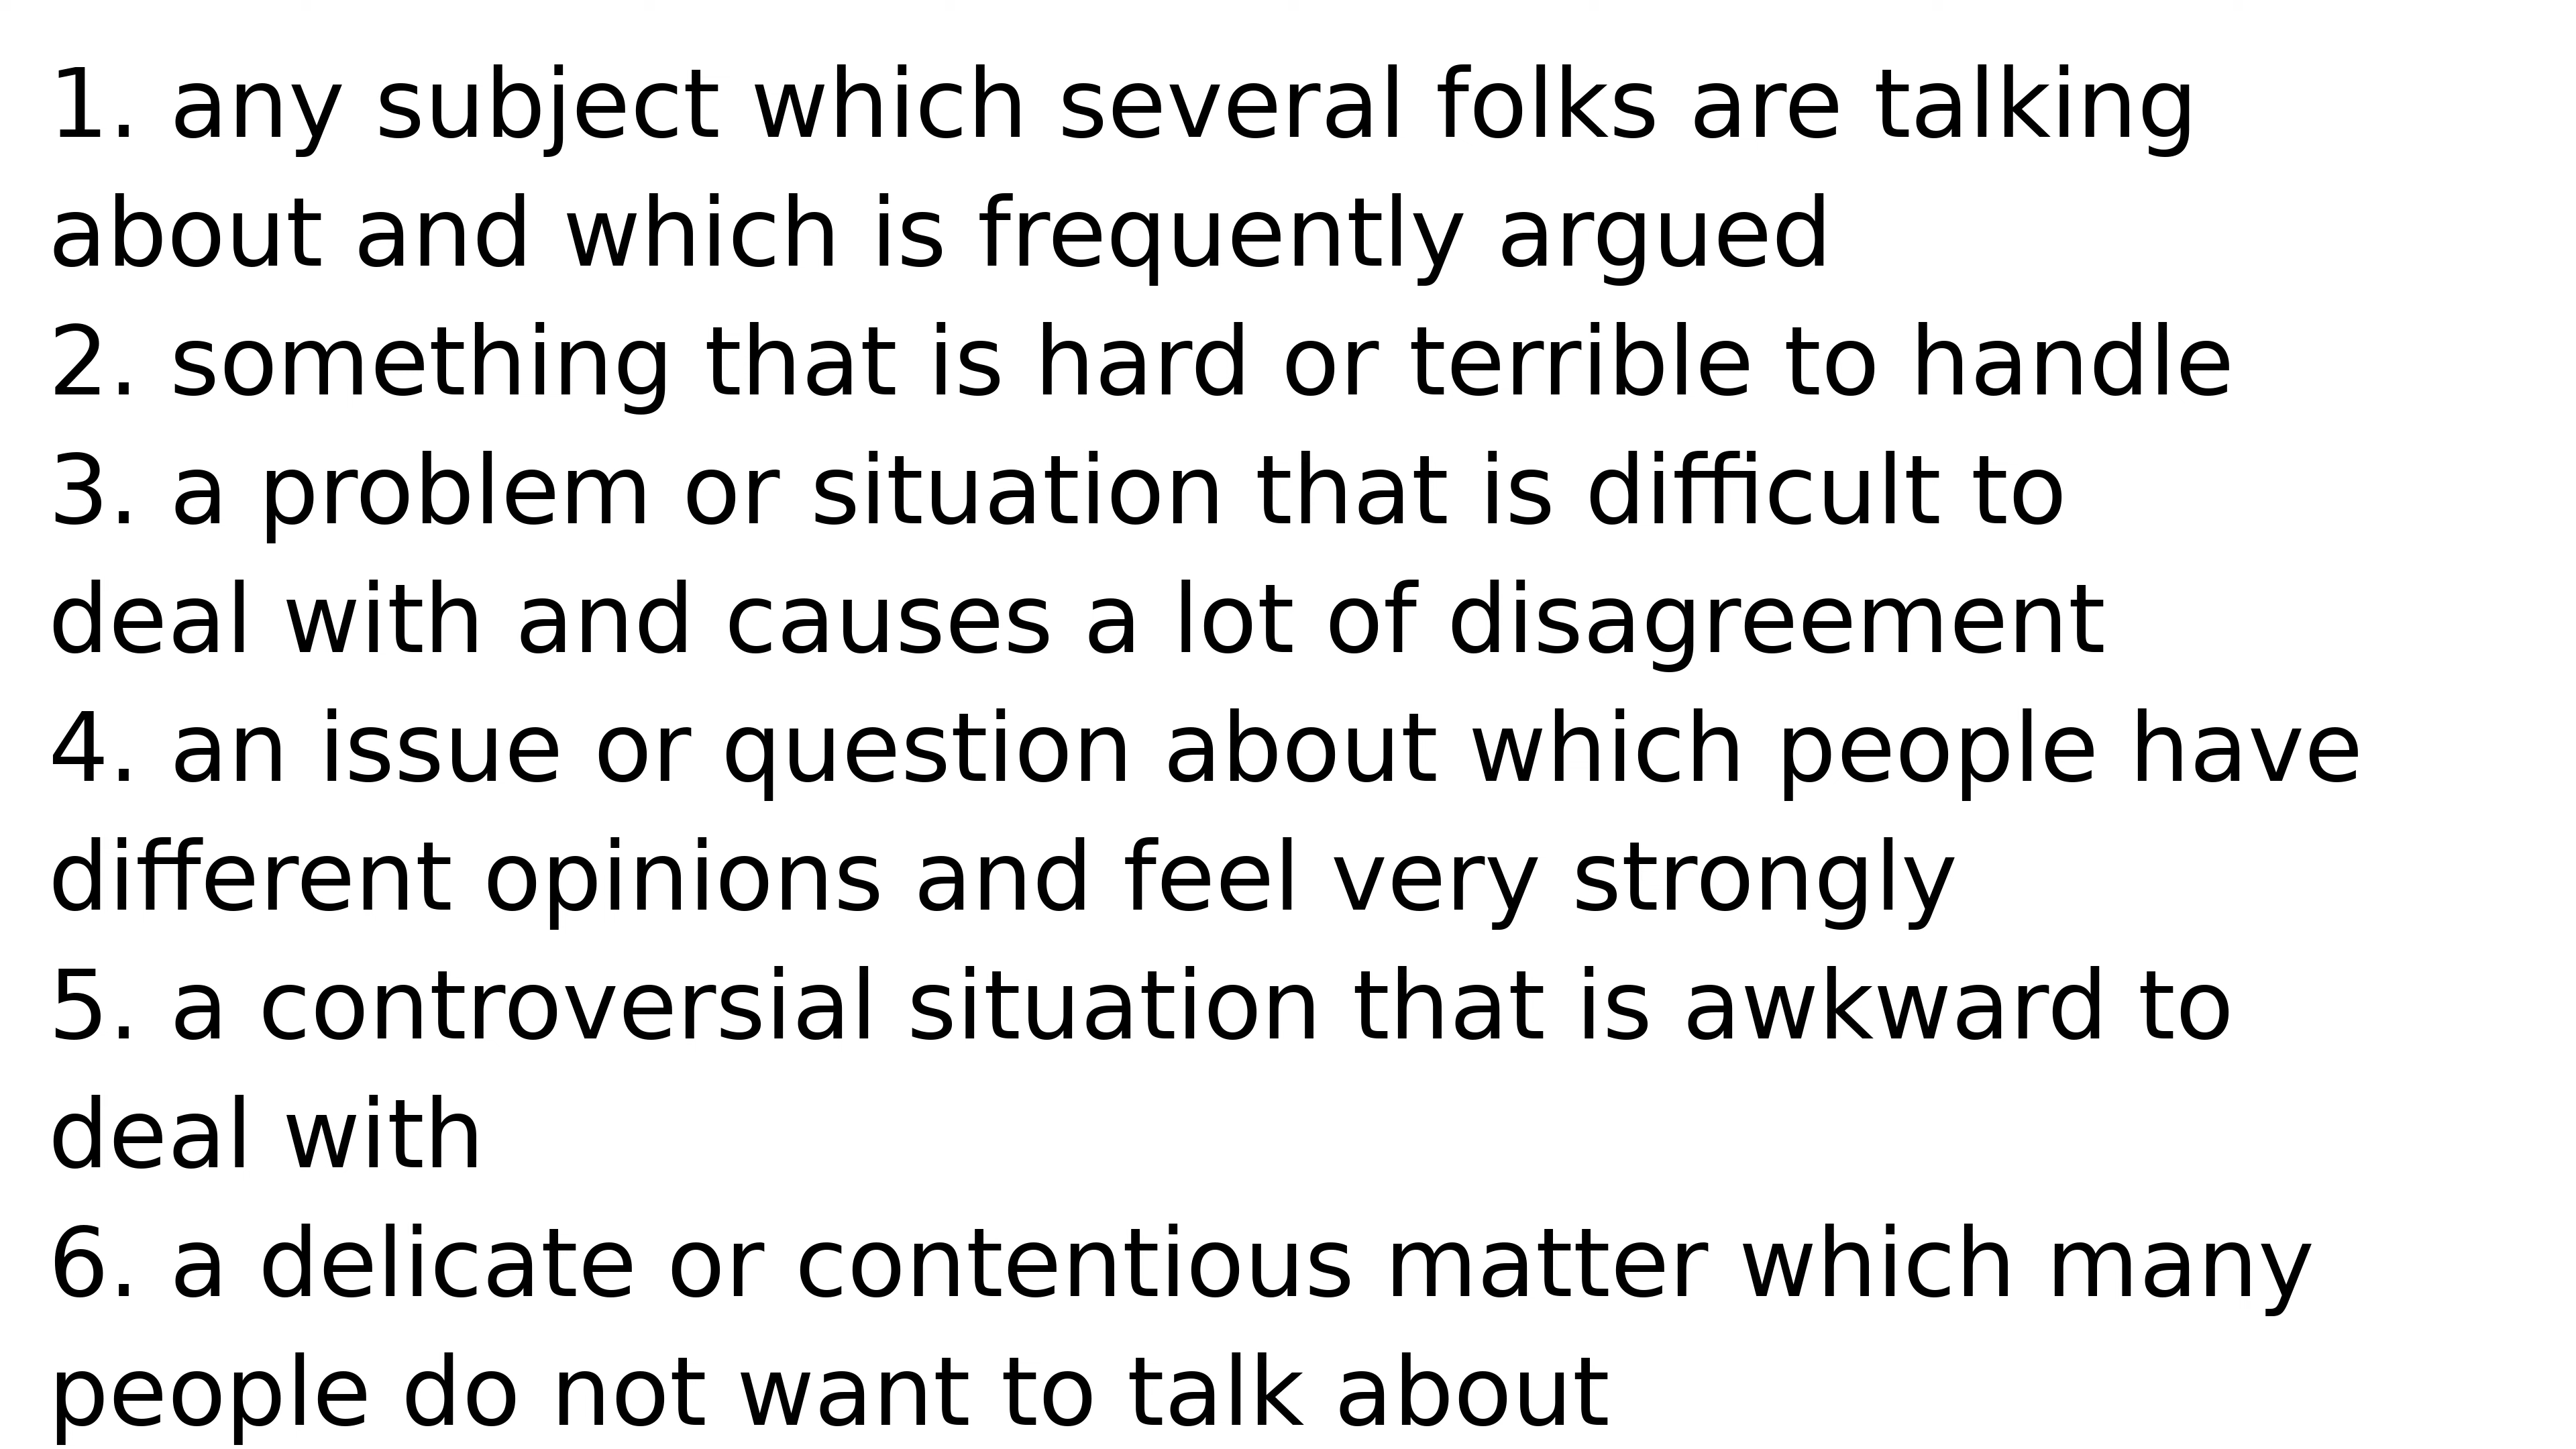 1. any subject which several folks are talking
about and which is frequently argued
2. something that is hard or terrible to handle
3. a problem or situation that is difficult to
deal with and causes a lot of disagreement
4. an issue or question about which people have
different opinions and feel very strongly
5. a controversial situation that is awkward to
deal with
6. a delicate or contentious matter which many
people do not want to talk about